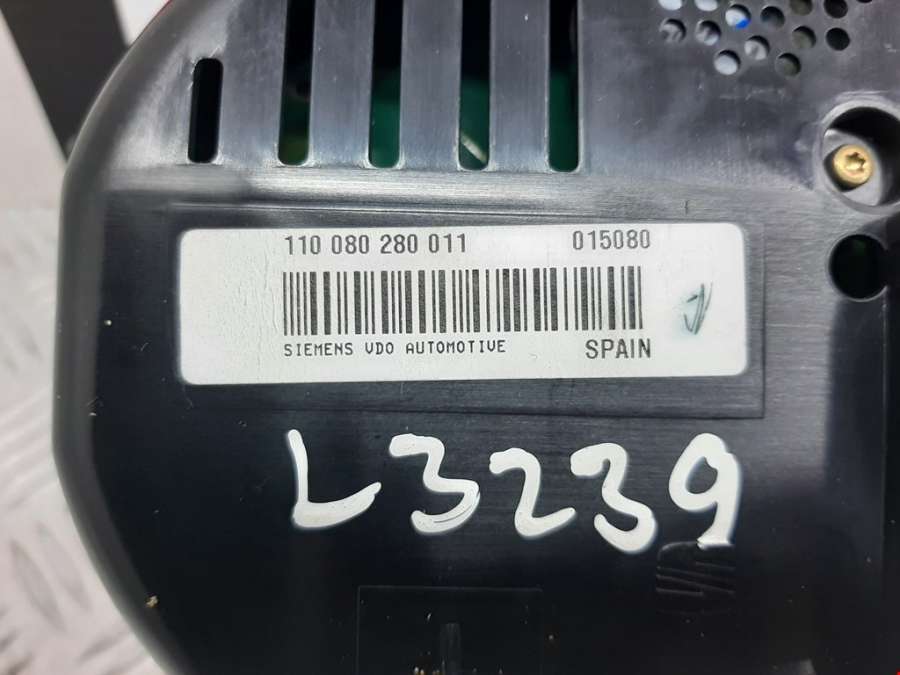 110 080 280 011 015080
SIEMENS VDO AUTOMOTIVE SPAIN
L3239